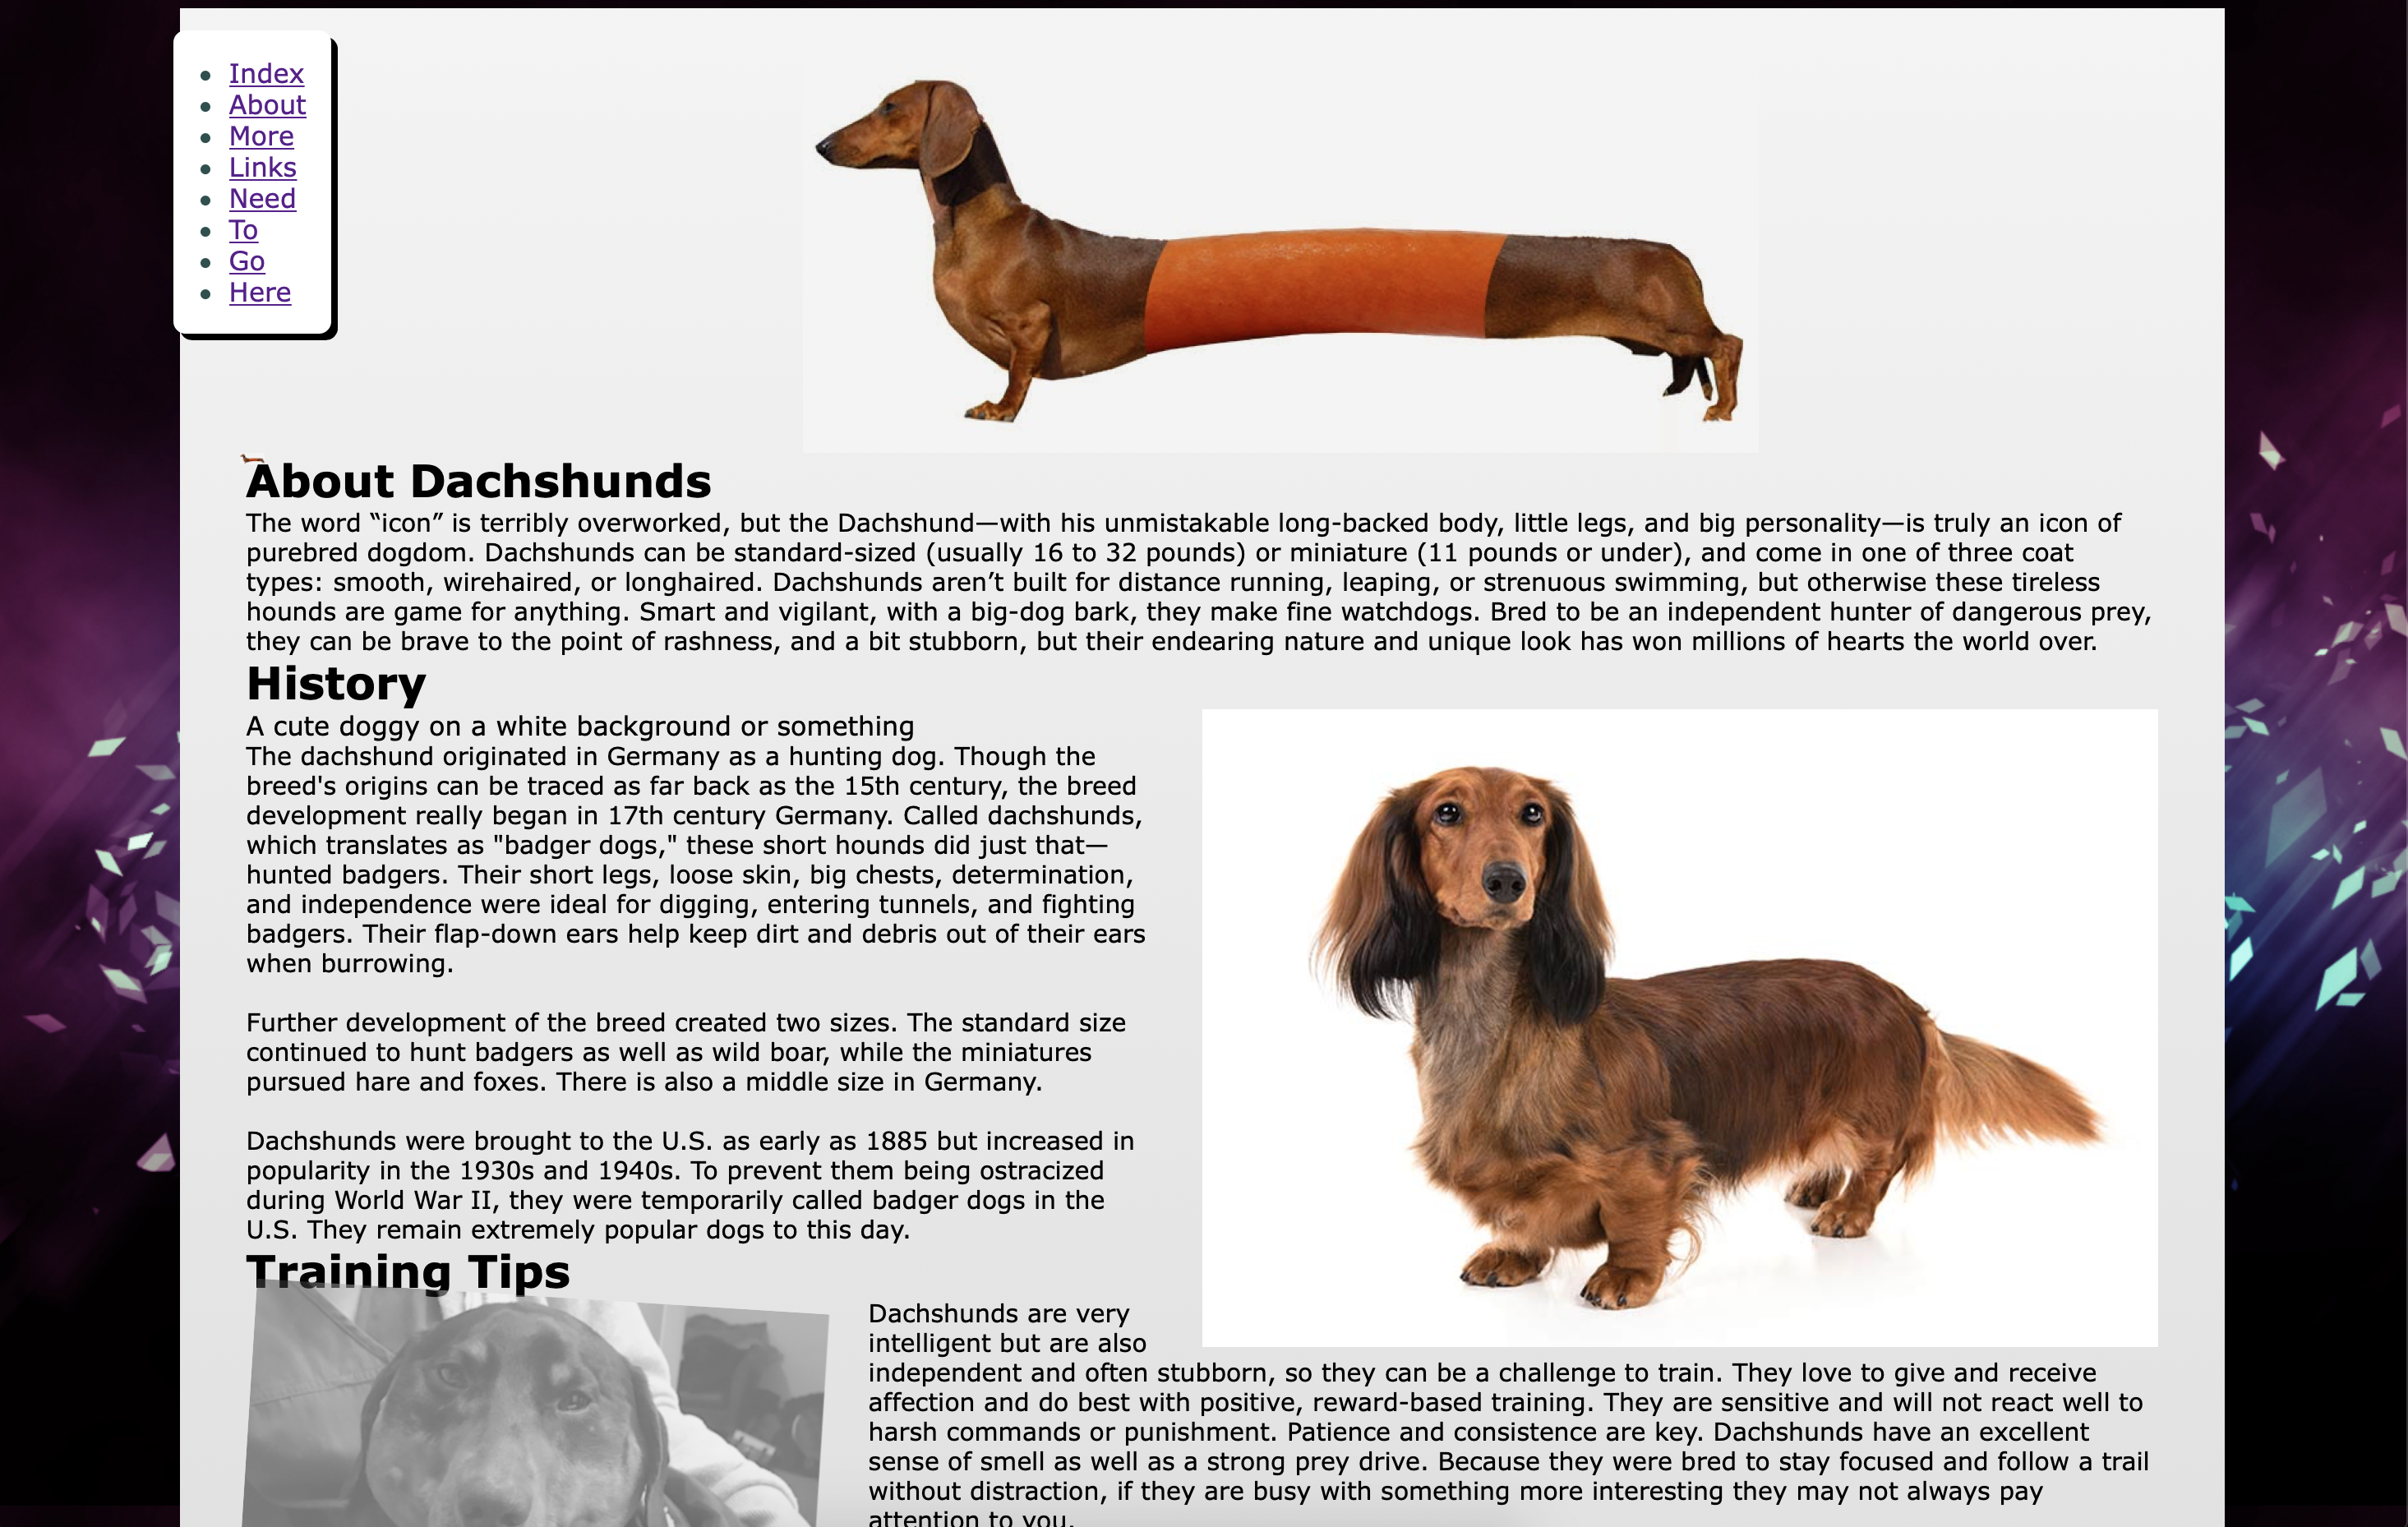 Index
About
More
Links
Need
To
Go
Here
About Dachshunds
The word “icon” is terribly overworked, but the Dachshund—with his unmistakable long-backed body, little legs, and big personality—is truly an icon of
purebred dogdom. Dachshunds can be standard-sized (usually 16 to 32 pounds) or miniature (11 pounds or under), and come in one of three coat
types: smooth, wirehaired, or longhaired. Dachshunds aren’t built for distance running, leaping, or strenuous swimming, but otherwise these tireless
hounds are game for anything. Smart and vigilant, with a big-dog bark, they make fine watchdogs. Bred to be an independent hunter of dangerous prey,
they can be brave to the point of rashness, and a bit stubborn, but their endearing nature and unique look has won millions of hearts the world over.
History
A cute doggy on a white background or something
The dachshund originated in Germany as a hunting dog. Though the
breed's origins can be traced as far back as the 15th century, the breed
development really began in 17th century Germany. Called dachshunds,
which translates as "badger dogs," these short hounds did just that—
hunted badgers. Their short legs, loose skin, big chests, determination,
and independence were ideal for digging, entering tunnels, and fighting
badgers. Their flap-down ears help keep dirt and debris out of their ears
when burrowing.
Further development of the breed created two sizes. The standard size
continued to hunt badgers as well as wild boar, while the miniatures
pursued hare and foxes. There is also a middle size in Germany.
Dachshunds were brought to the U.S. as early as 1885 but increased in
popularity in the 1930s and 1940s. To prevent them being ostracized
during World War II, they were temporarily called badger dogs in the
U.S. They remain extremely popular dogs to this day.
Training Tips
Dachshunds are very
intelligent but are also
independent and often stubborn, so they can be a challenge to train. They love to give and receive
affection and do best with positive, reward-based training. They are sensitive and will not react well to
harsh commands or punishment. Patience and consistence are key. Dachshunds have an excellent
sense of smell as well as a strong prey drive. Because they were bred to stay focused and follow a trail
without distraction, if they are busy with something more interesting they may not always pay
attention to you.